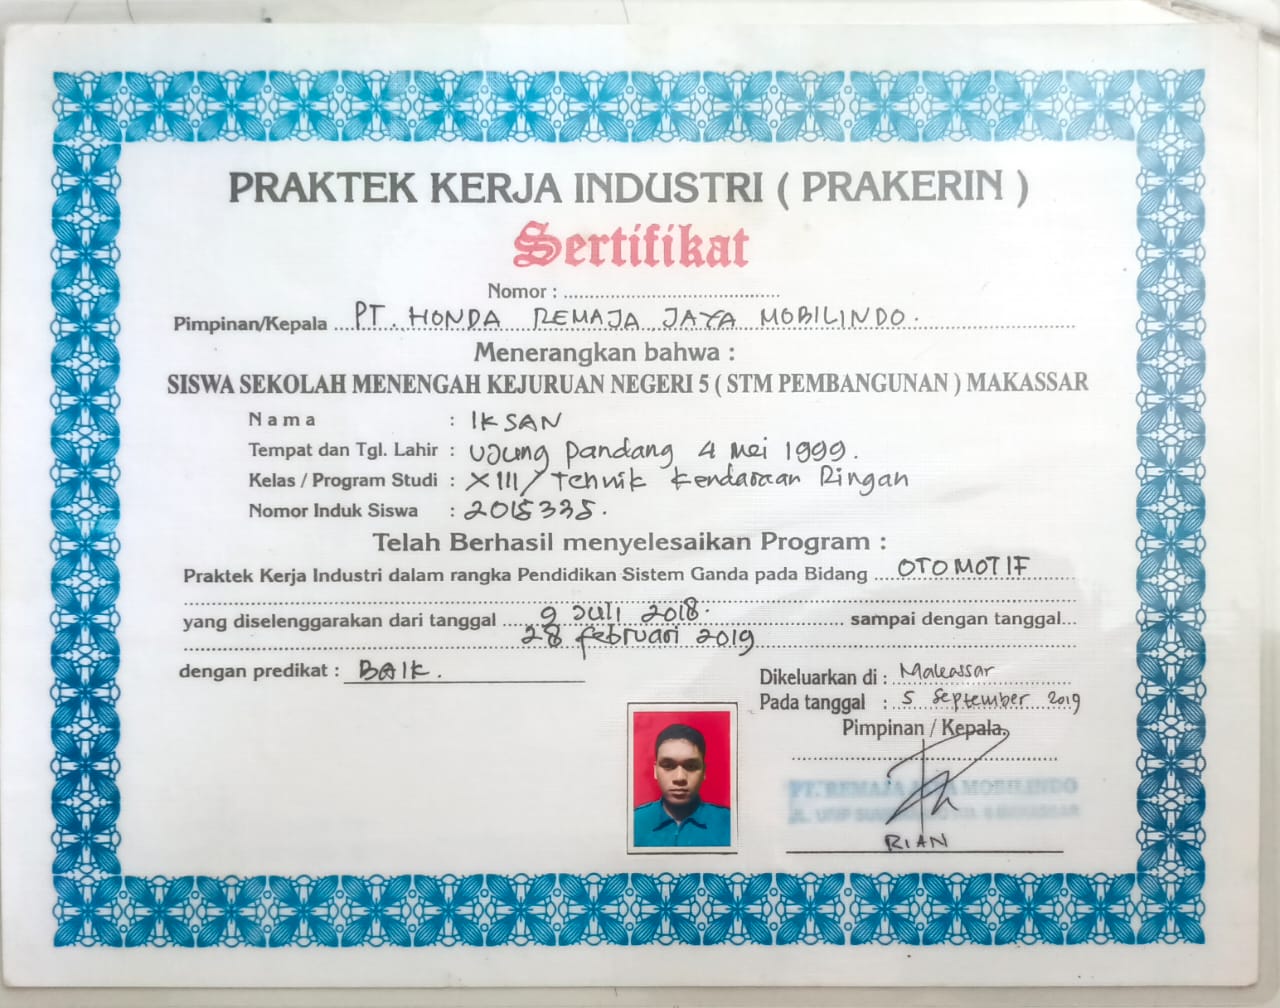 PRAKTEK KERJA INDUSTRI ( PRAKERIN )
Sertifikat
Nomor : ........................................
Pimpinan/Kepala PT. HONDA REMAJA JAYA MOBILINDO.
Menerangkan bahwa :
SISWA SEKOLAH MENENGAH KEJURUAN NEGERI 5 ( STM PEMBANGUNAN ) MAKASSAR
N a m a : IKSAN
Tempat dan Tgl. Lahir : Ujung Pandang 4 Mei 1999.
Kelas / Program Studi : XIII / Tehnik Kendaraan Ringan
Nomor Induk Siswa : 2015335.
Telah Berhasil menyelesaikan Program :
Praktek Kerja Industri dalam rangka Pendidikan Sistem Ganda pada Bidang OTOMOTIF
yang diselenggarakan dari tanggal 9 Juli 2018. sampai dengan tanggal...
28 Februari 2019
dengan predikat : BAIK.
Dikeluarkan di : Makassar
Pada tanggal : 5 September 2019
Pimpinan / Kepala,
PT. REMAJA JAYA MOBILINDO
RIAN